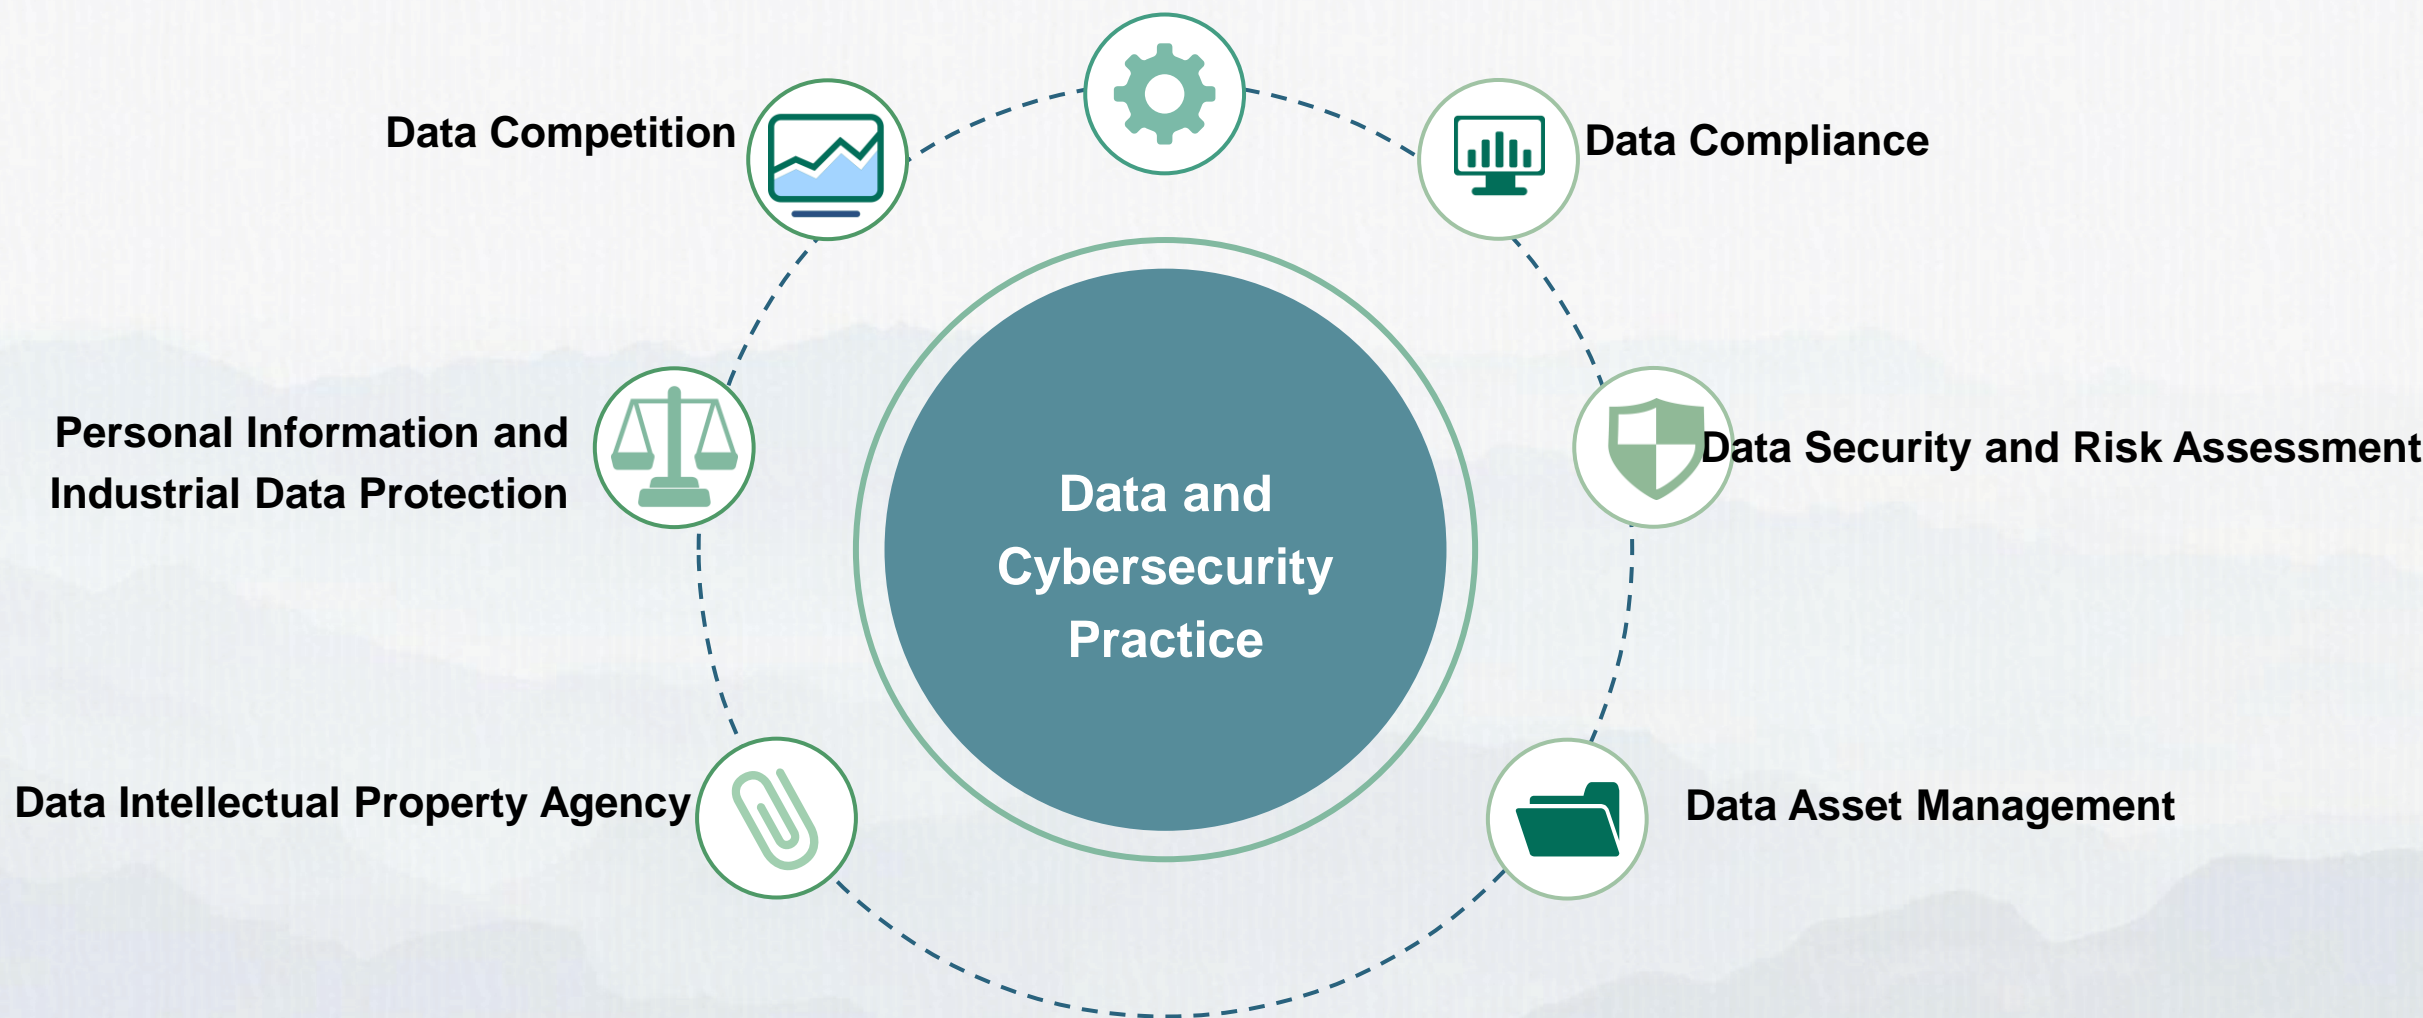 Data Competition
Data Compliance
Personal Information and
Industrial Data Protection
Data Security and Risk Assessment
Data and
Cybersecurity
Practice
Data Intellectual Property Agency
Data Asset Management